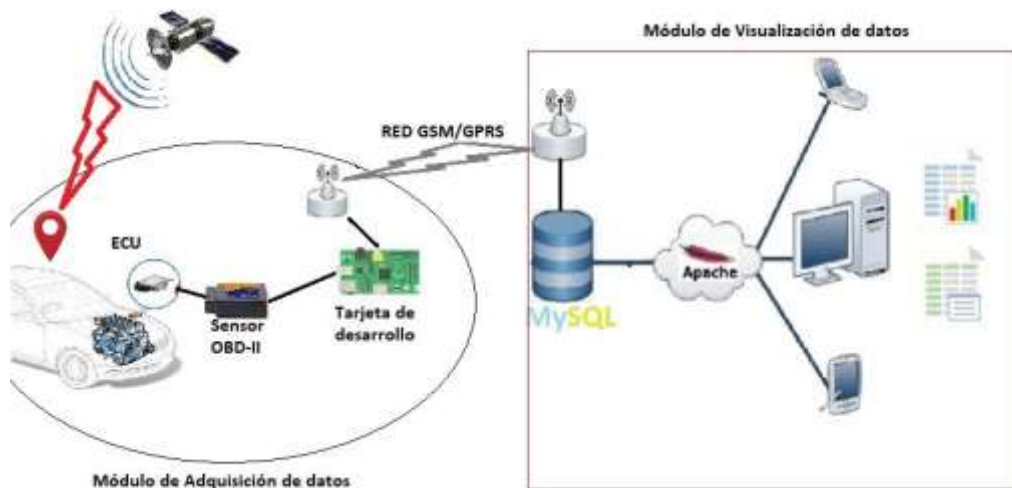 Módulo de Visualización de datos
RED GSM/GPRS
ECU
Apache
Sensor
OBD-II
Tarjeta de
desarrollo
MySQL
Módulo de Adquisición de datos